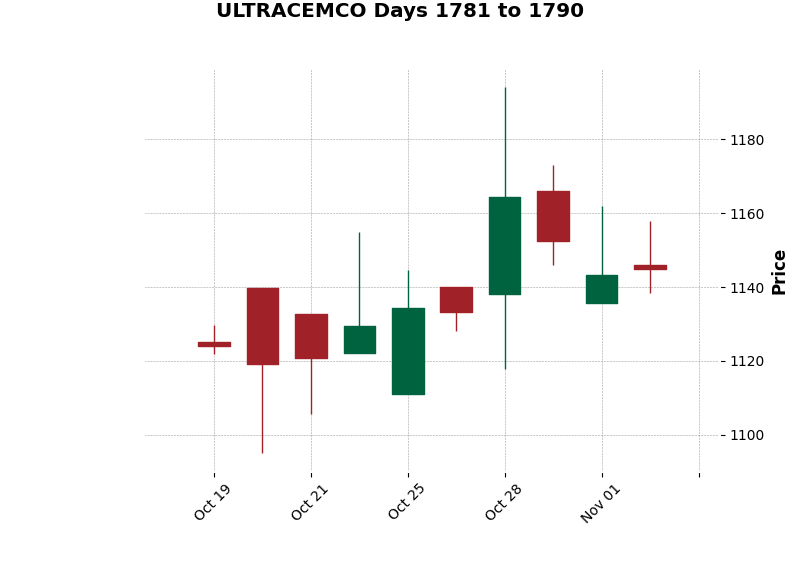 ULTRACEMCO Days 1781 to 1790
1180
1160
1140
1120
1100
Price
Oct 19
Oct 21
Oct 25
Oct 28
Nov 01